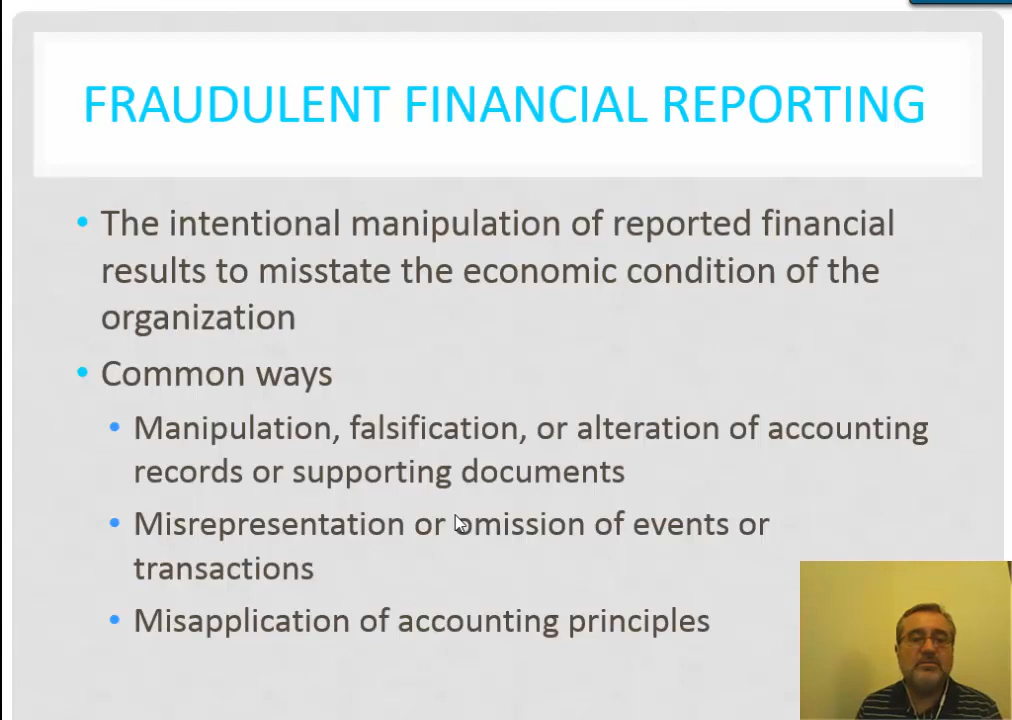 FRAUDULENT FINANCIAL REPORTING
• The intentional manipulation of reported financial
results to misstate the economic condition of the
organization
• Common ways
• Manipulation, falsification, or alteration of accounting
records or supporting documents
• Misrepresentation or omission of events or
transactions
• Misapplication of accounting principles